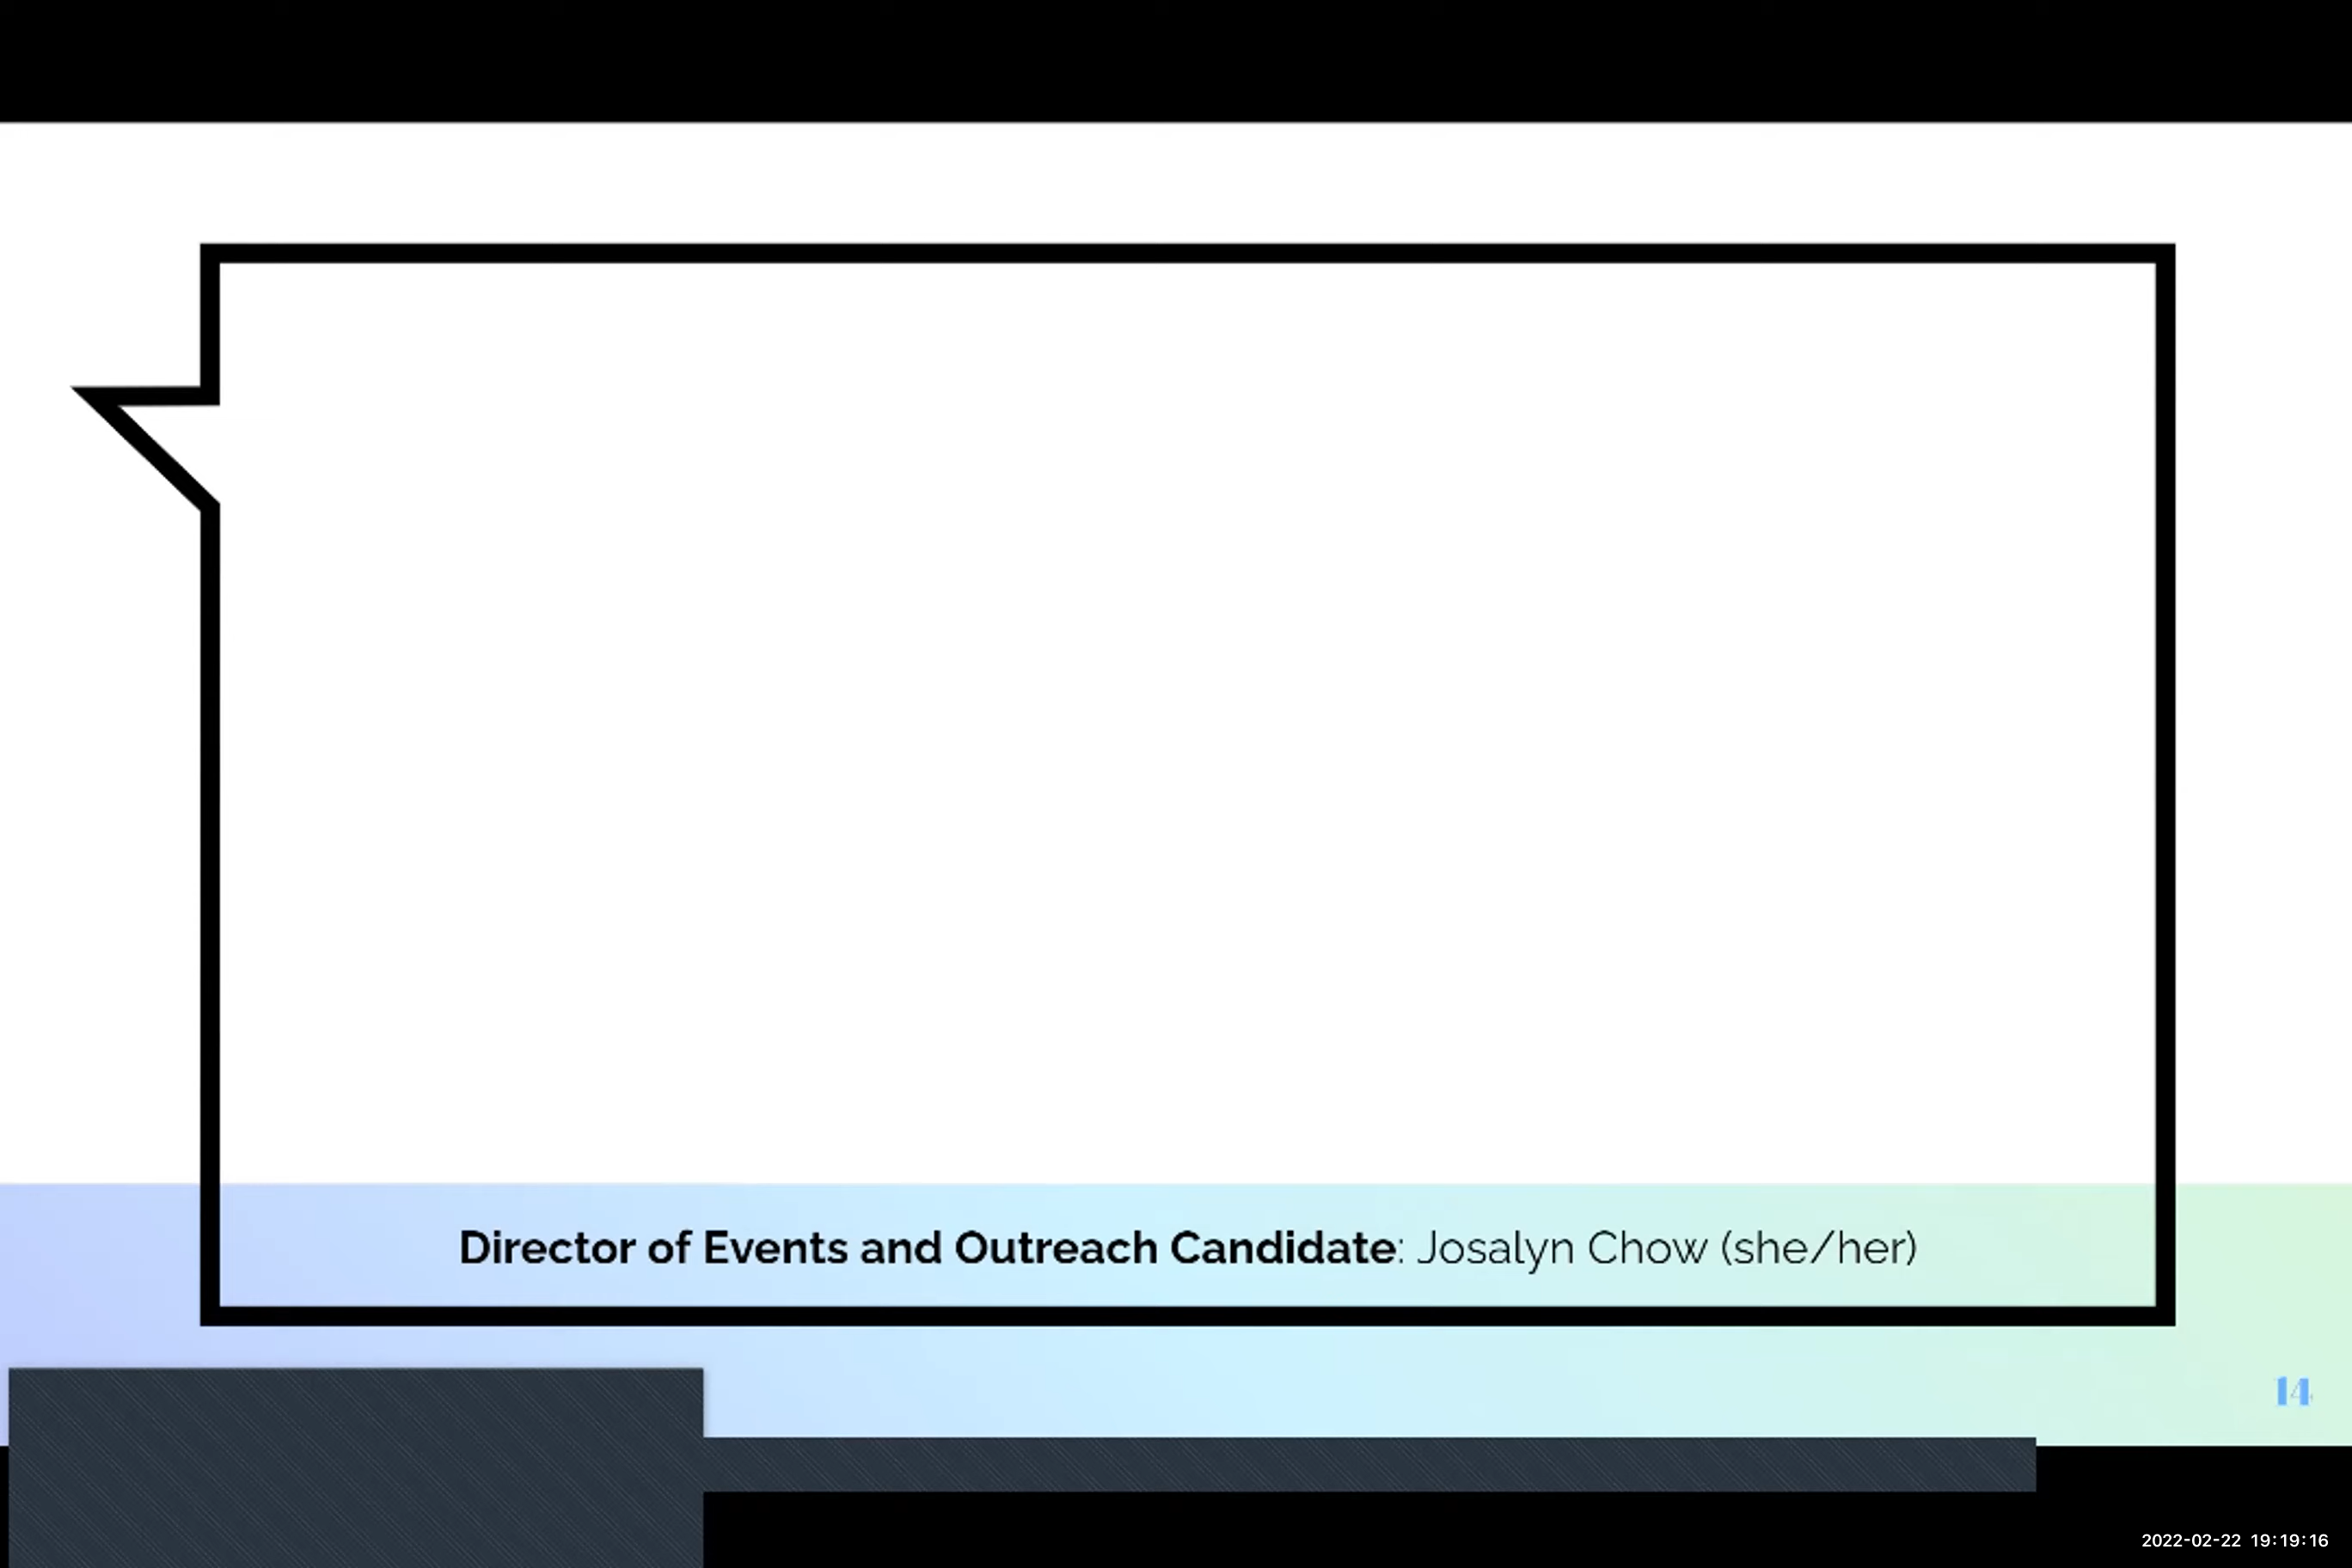 Director of Events and Outreach Candidate: Josalyn Chow (she/her)
14
2022-02-22 19:19:16